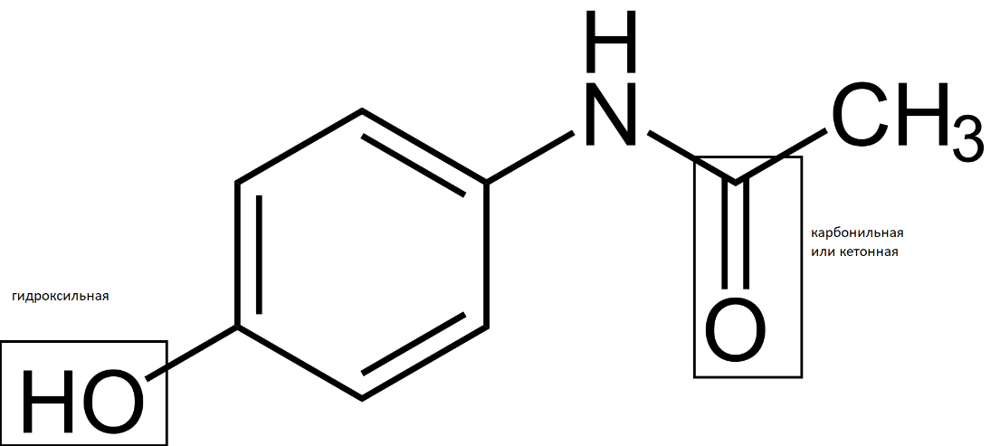 H
N
CH3
карбонильная
или кетонная
гидроксильная
O
HO